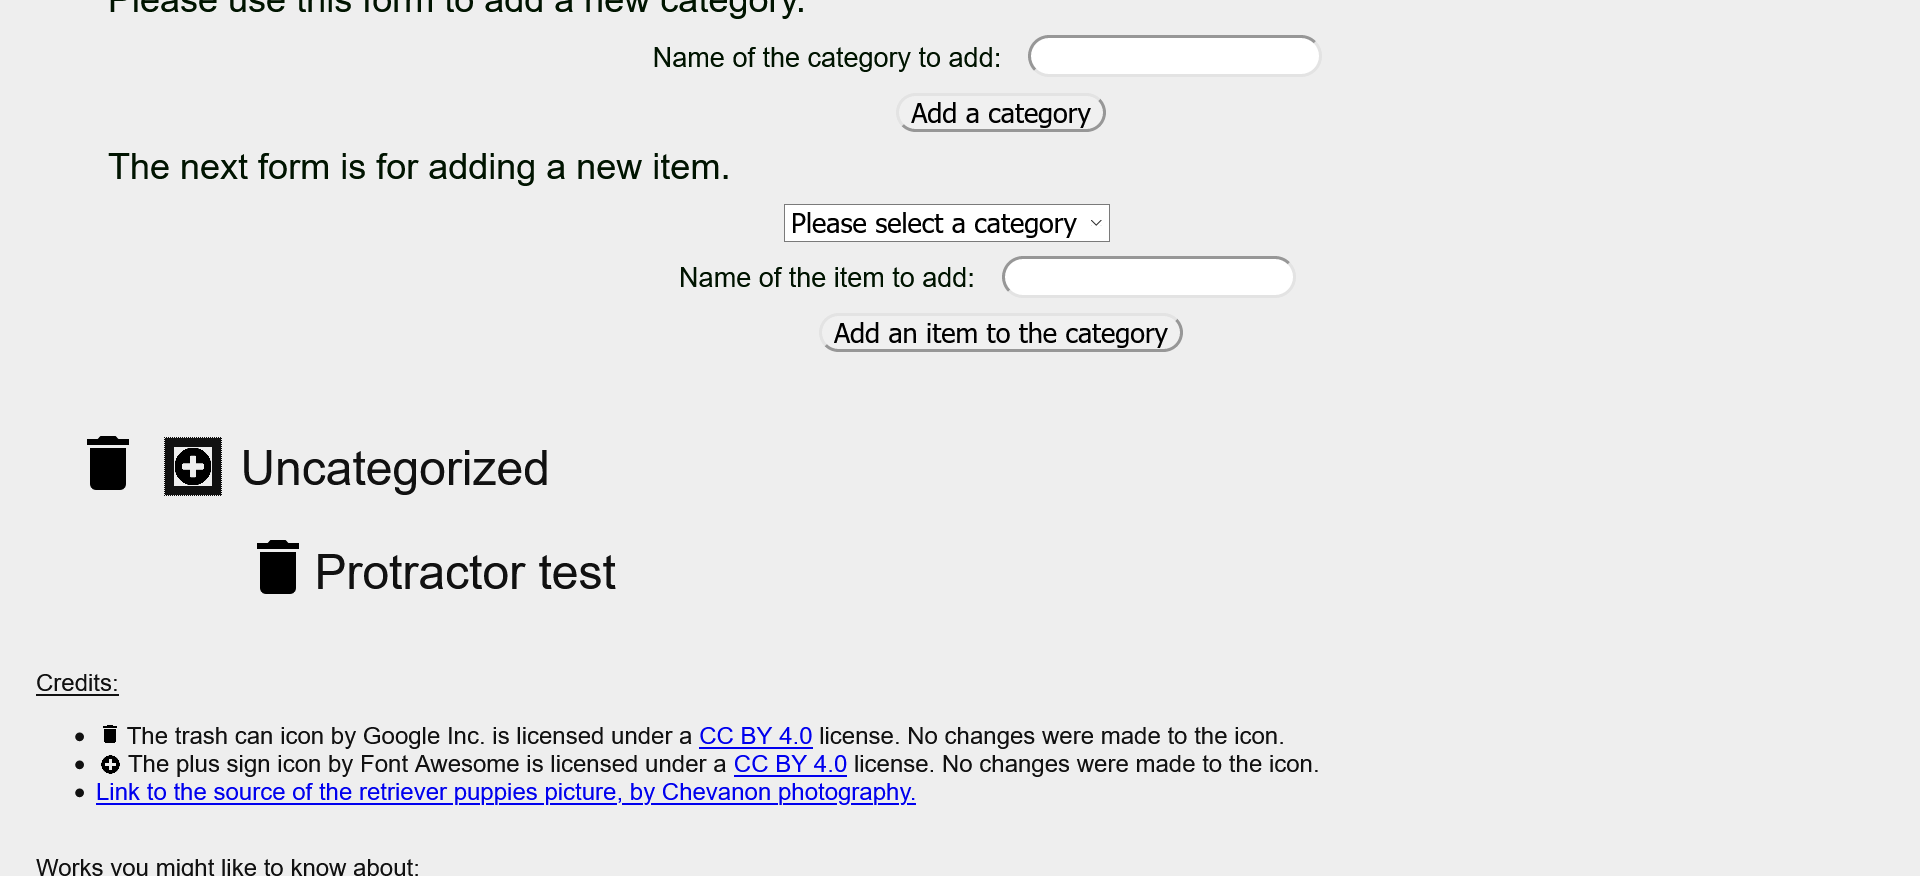 Please use this form to add a new category.
Name of the category to add:
Add a category
The next form is for adding a new item.
Please select a category
Name of the item to add:
Add an item to the category
Uncategorized
Protractor test
Credits:
The trash can icon by Google Inc. is licensed under a CC BY 4.0 license. No changes were made to the icon.
The plus sign icon by Font Awesome is licensed under a CC BY 4.0 license. No changes were made to the icon.
Link to the source of the retriever puppies picture, by Chevanon photography.
Works you might like to know about: